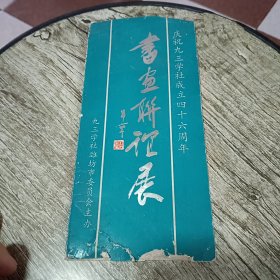 庆祝九三学社成立四十六周年
書画联谊展
九三学社潍坊市委员会主办